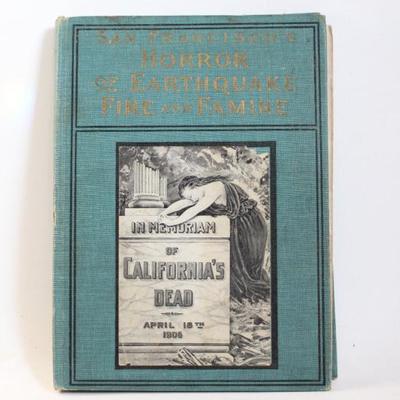 SAN FRANCISCO'S
HORROR
OF EARTHQUAKE
FIRE AND FAMINE
IN MEMORIAM
OF
CALIFORNIA'S
DEAD
APRIL 18TH
1906